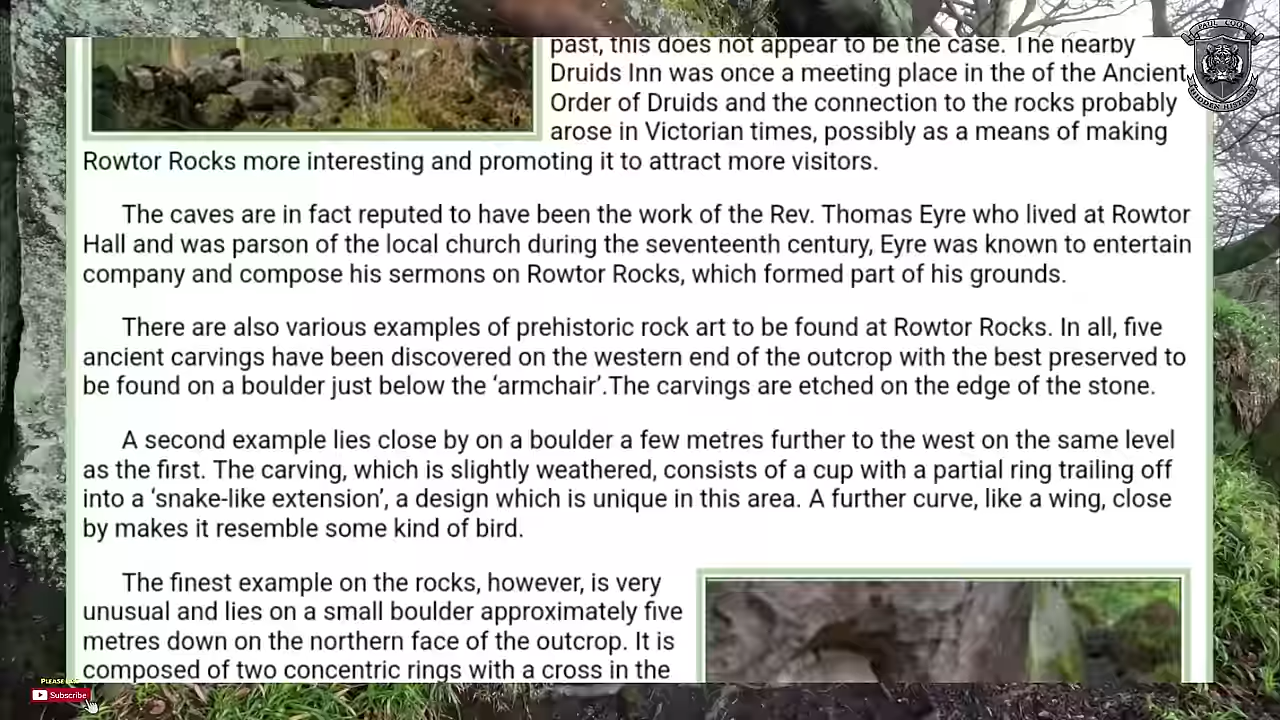 past, this does not appear to be the case. The nearby
Druids Inn was once a meeting place in the of the Ancient
Order of Druids and the connection to the rocks probably
arose in Victorian times, possibly as a means of making
Rowtor Rocks more interesting and promoting it to attract more visitors.
The caves are in fact reputed to have been the work of the Rev. Thomas Eyre who lived at Rowtor
Hall and was parson of the local church during the seventeenth century, Eyre was known to entertain
company and compose his sermons on Rowtor Rocks, which formed part of his grounds.
There are also various examples of prehistoric rock art to be found at Rowtor Rocks. In all, five
ancient carvings have been discovered on the western end of the outcrop with the best preserved to
be found on a boulder just below the ‘armchair’.The carvings are etched on the edge of the stone.
A second example lies close by on a boulder a few metres further to the west on the same level
as the first. The carving, which is slightly weathered, consists of a cup with a partial ring trailing off
into a ‘snake-like extension’, a design which is unique in this area. A further curve, like a wing, close
by makes it resemble some kind of bird.
The finest example on the rocks, however, is very
unusual and lies on a small boulder approximately five
metres down on the northern face of the outcrop. It is
composed of two concentric rings with a cross in the
PAUL COOK
HIDDEN HISTORY
PLEASE
Subscribe